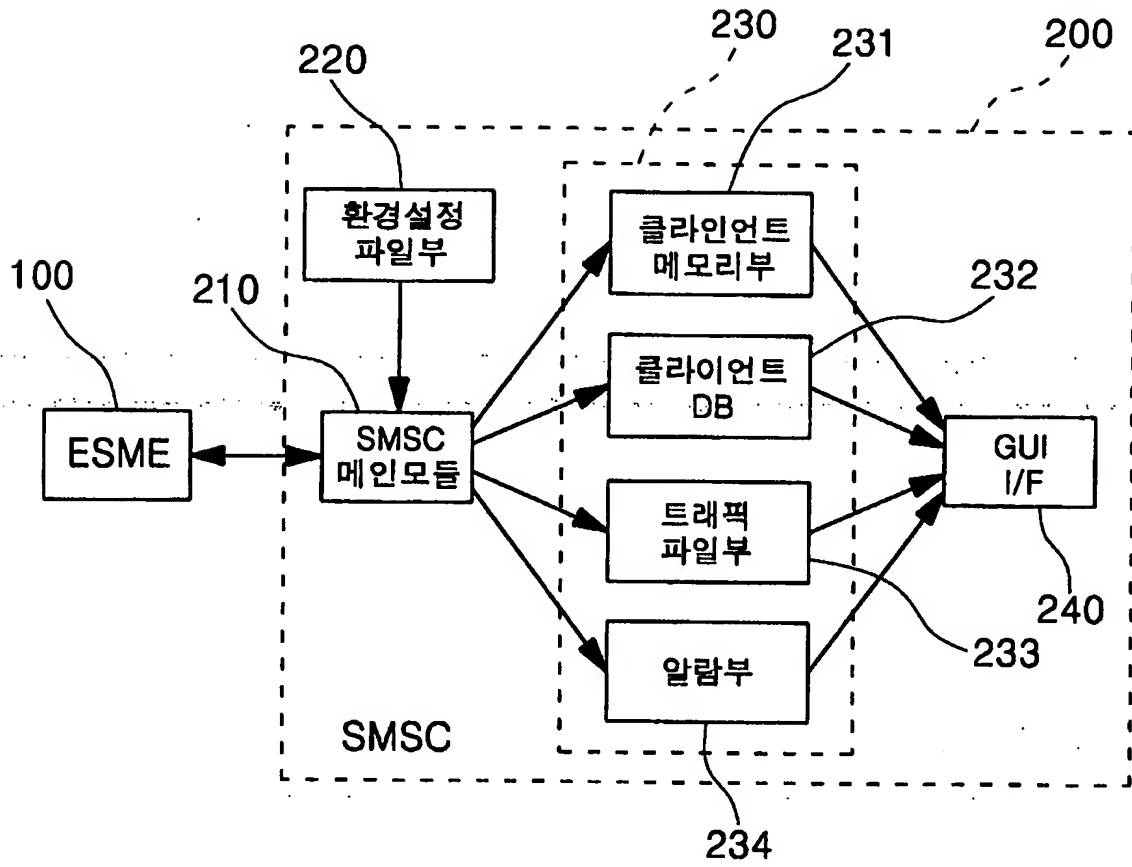 230
200
220
231
환경설정
파일부
클라인언트
메모리부
100
210
232
클라이언트
DB
ESME
SMSC
메인모듈
GUI
I/F
트래픽
파일부
240
233
알람부
SMSC
234